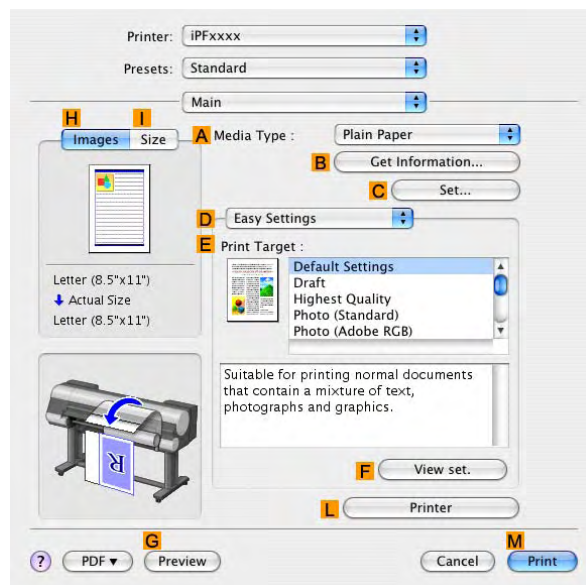 Printer: iPFxxxx
Presets: Standard
Main
H I
Images Size
A Media Type : Plain Paper
B Get Information...
C Set...
D Easy Settings
E Print Target :
Default Settings
Draft
Highest Quality
Photo (Standard)
Photo (Adobe RGB)
Letter (8.5"x11")
Actual Size
Letter (8.5"x11")
Suitable for printing normal documents
that contain a mixture of text,
photographs and graphics.
R
F View set.
L Printer
G M
? PDF Preview Cancel Print